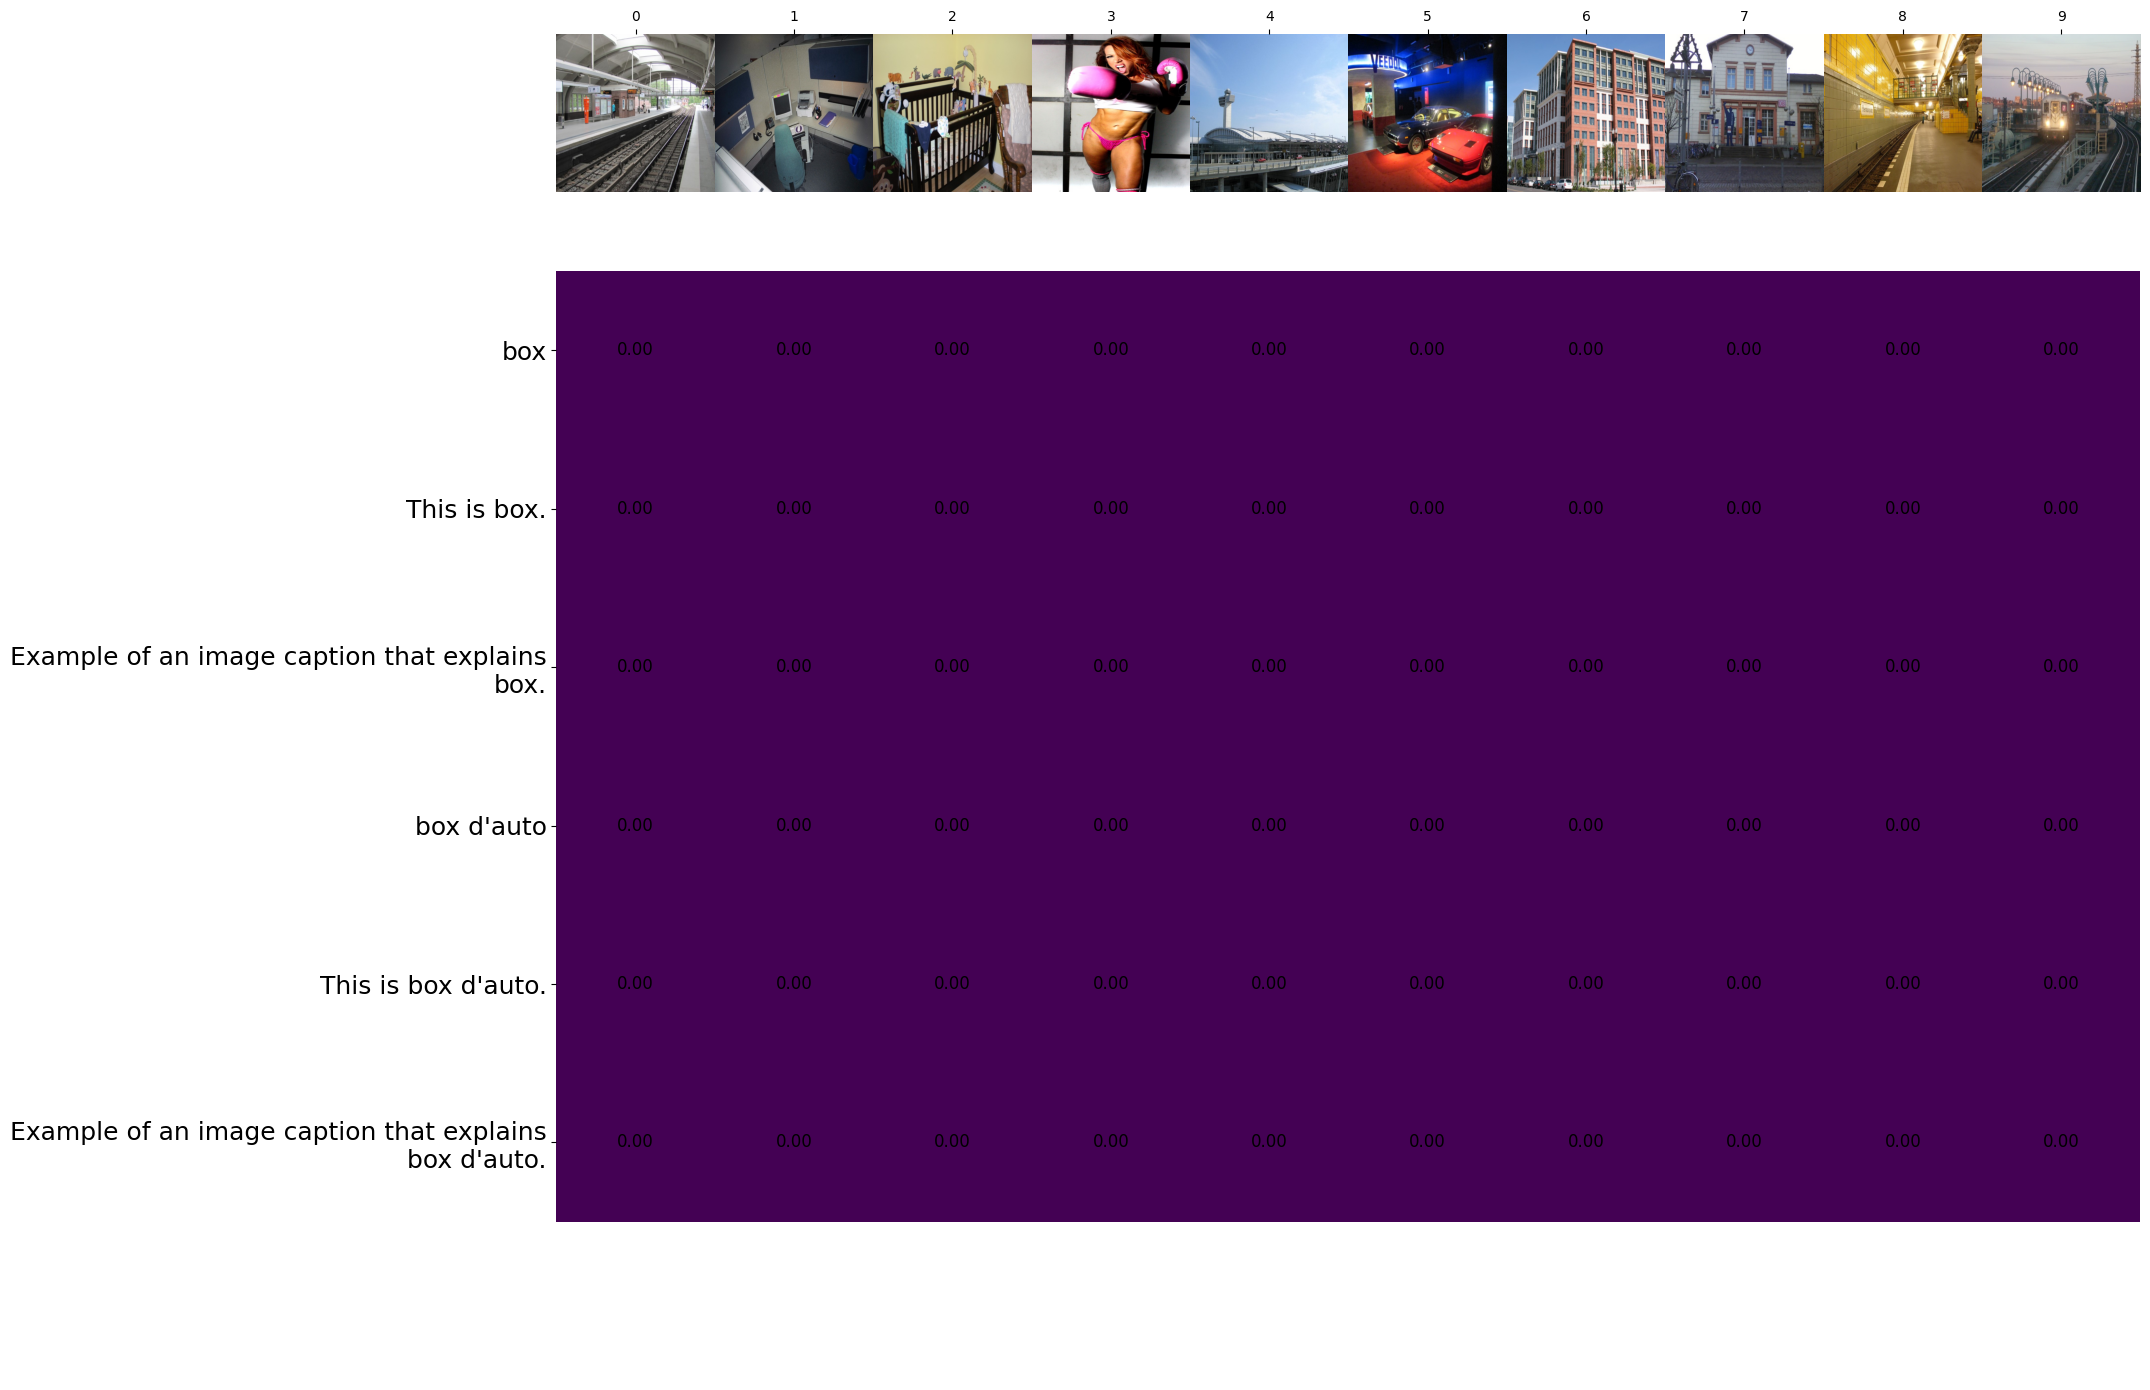 0 1 2 3 4 5 6 7 8 9
VEEDOL
box 0.00 0.00 0.00 0.00 0.00 0.00 0.00 0.00 0.00 0.00
This is box. 0.00 0.00 0.00 0.00 0.00 0.00 0.00 0.00 0.00 0.00
Example of an image caption that explains
box. 0.00 0.00 0.00 0.00 0.00 0.00 0.00 0.00 0.00 0.00
box d'auto 0.00 0.00 0.00 0.00 0.00 0.00 0.00 0.00 0.00 0.00
This is box d'auto. 0.00 0.00 0.00 0.00 0.00 0.00 0.00 0.00 0.00 0.00
Example of an image caption that explains
box d'auto. 0.00 0.00 0.00 0.00 0.00 0.00 0.00 0.00 0.00 0.00